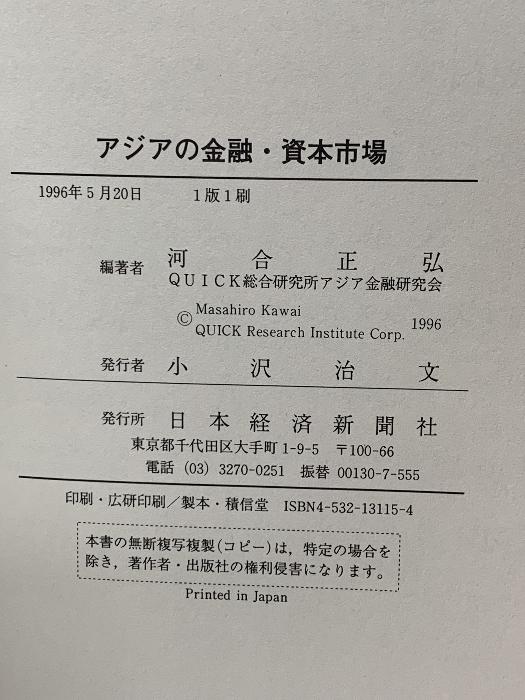 アジアの金融・資本市場
1996年5月20日　1版1刷
編著者　河合正弘
QUICK総合研究所アジア金融研究会
© Masahiro Kawai
QUICK Research Institute Corp. 1996
発行者　小沢治文
発行所　日本経済新聞社
東京都千代田区大手町1-9-5　〒100-66
電話 (03) 3270-0251　振替 00130-7-555
印刷・広研印刷／製本・積信堂　ISBN4-532-13115-4
本書の無断複写複製(コピー)は，特定の場合を
除き，著作者・出版社の権利侵害になります。
Printed in Japan